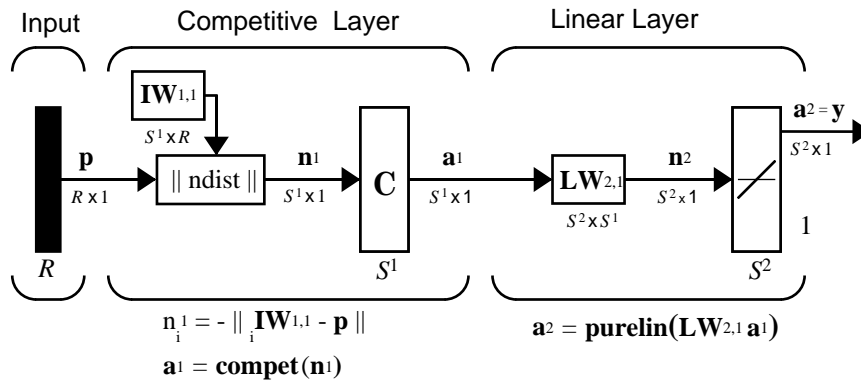 Input
Competitive Layer
Linear Layer
IW1,1
S1 x R
p
R x 1
|| ndist ||
n1
S1 x 1
C
a1
S1 x 1
LW2,1
S2 x S1
n2
S2 x 1
a2 = y
S2 x 1
1
R
S1
S2
ni1 = - || iIW1,1 - p ||
a1 = compet(n1)
a2 = purelin(LW2,1 a1)